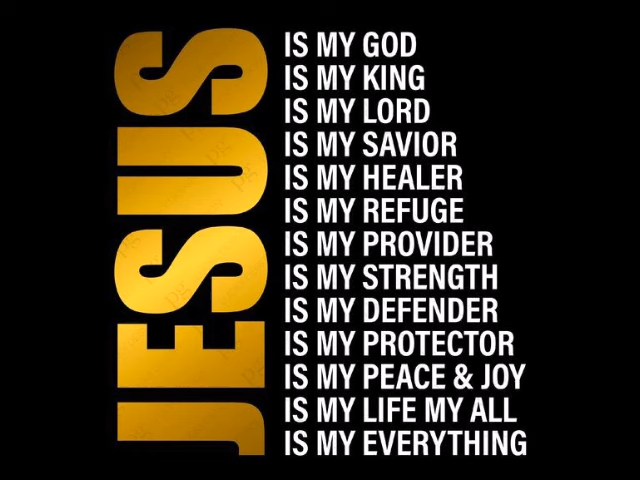 JESUS
IS MY GOD
IS MY KING
IS MY LORD
IS MY SAVIOR
IS MY HEALER
IS MY REFUGE
IS MY PROVIDER
IS MY STRENGTH
IS MY DEFENDER
IS MY PROTECTOR
IS MY PEACE & JOY
IS MY LIFE MY ALL
IS MY EVERYTHING